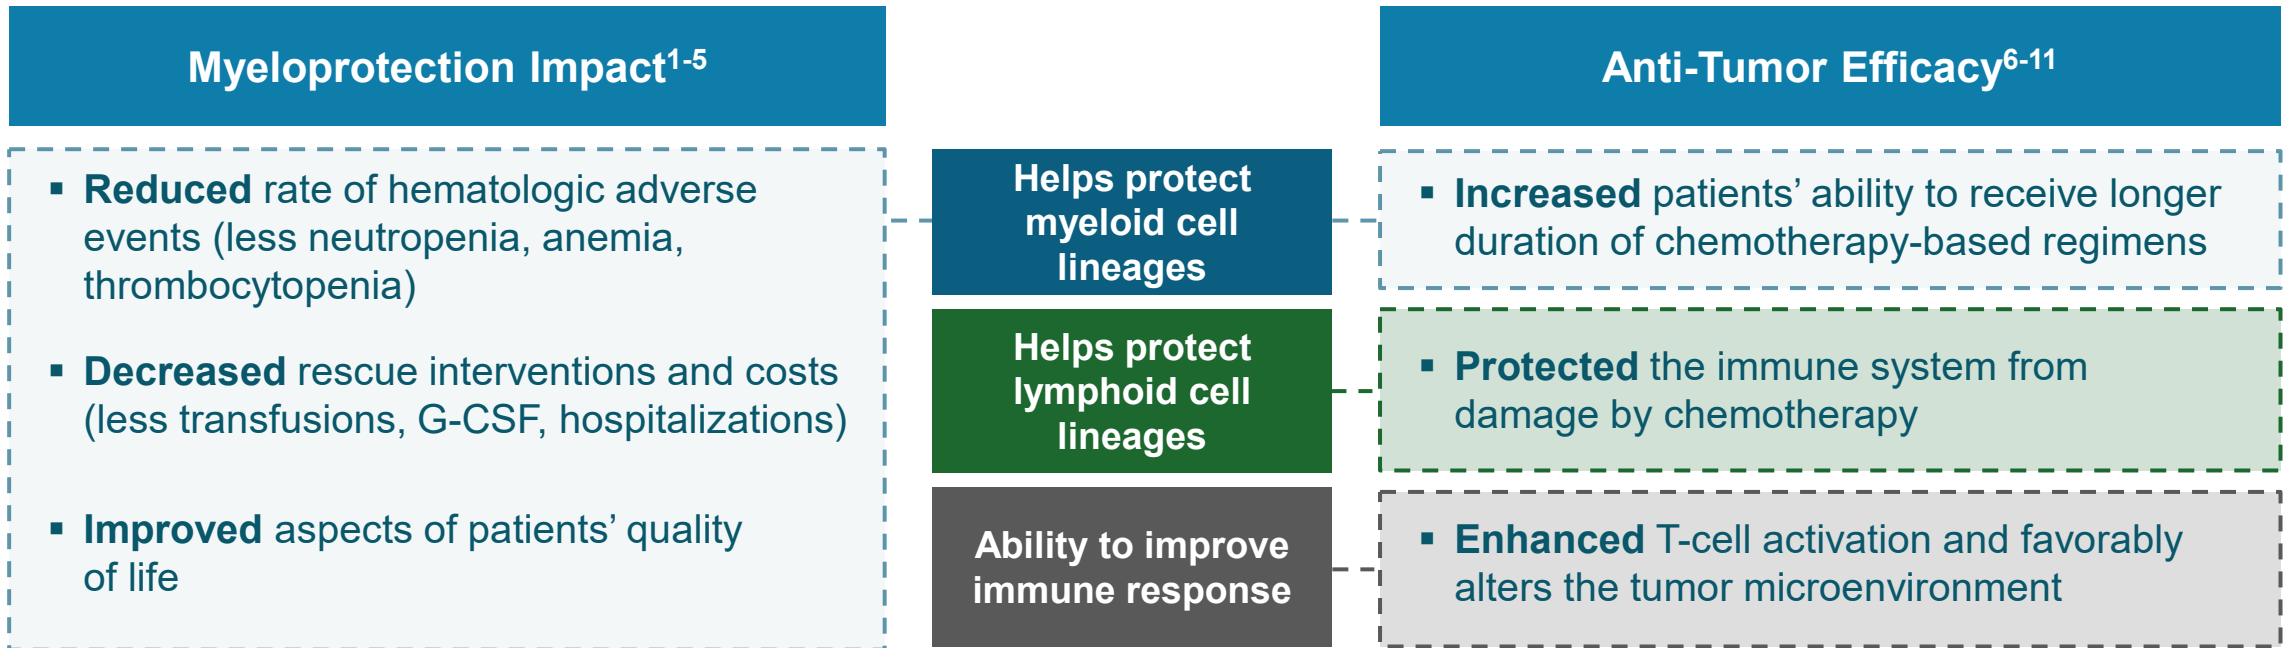 Myeloprotection Impact1-5
▪ Reduced rate of hematologic adverse
events (less neutropenia, anemia,
thrombocytopenia)
▪ Decreased rescue interventions and costs
(less transfusions, G-CSF, hospitalizations)
▪ Improved aspects of patients’ quality
of life
Helps protect
myeloid cell
lineages
Helps protect
lymphoid cell
lineages
Ability to improve
immune response
Anti-Tumor Efficacy6-11
▪ Increased patients’ ability to receive longer
duration of chemotherapy-based regimens
▪ Protected the immune system from
damage by chemotherapy
▪ Enhanced T-cell activation and favorably
alters the tumor microenvironment